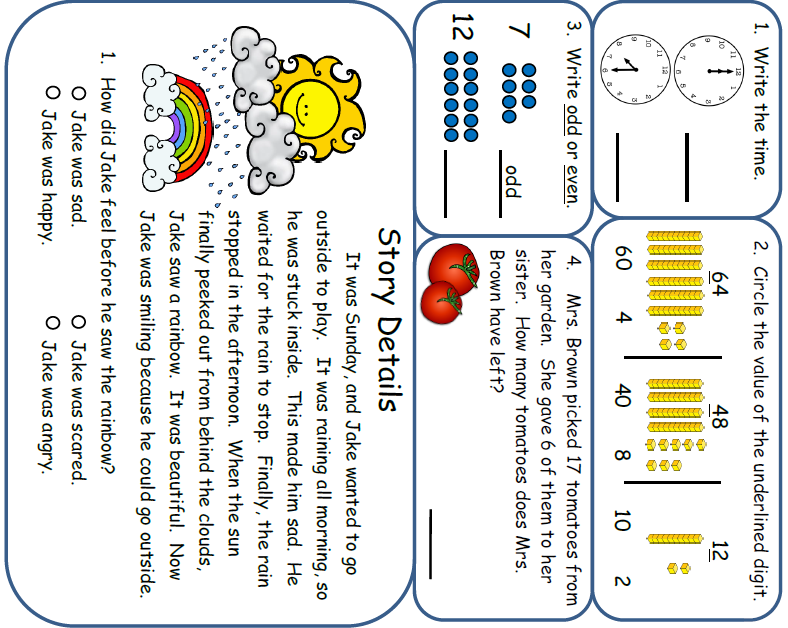 1. Write the time.
2. Circle the value of the underlined digit.
64
60 4
48
40 8
12
10 2
3. Write odd or even.
7
odd
12
4. Mrs. Brown picked 17 tomatoes from
her garden. She gave 6 of them to her
sister. How many tomatoes does Mrs.
Brown have left?
Story Details
It was Sunday, and Jake wanted to go
outside to play. It was raining all morning, so
he was stuck inside. This made him sad. He
waited for the rain to stop. Finally, the rain
stopped in the afternoon. When the sun
finally peeked out from behind the clouds,
Jake saw a rainbow. It was beautiful. Now
Jake was smiling because he could go outside.
1. How did Jake feel before he saw the rainbow?
Jake was sad. Jake was scared.
Jake was happy. Jake was angry.